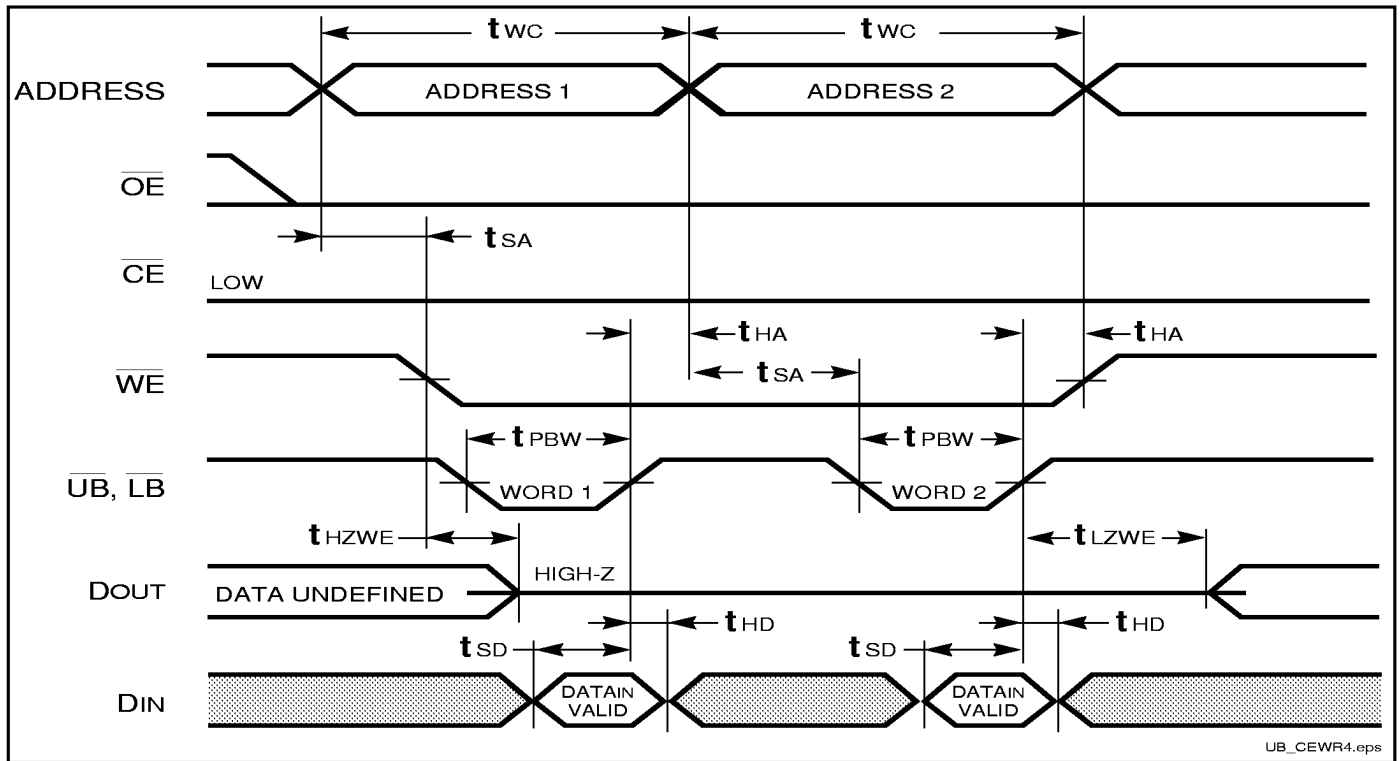 tWC tWC
ADDRESS ADDRESS 1 ADDRESS 2
OE
tSA
CE LOW
tHA tHA
WE tSA
tPBW tPBW
UB, LB WORD 1 WORD 2
tHZWE tLZWE
DOUT DATA UNDEFINED HIGH-Z
tHD tHD
tSD tSD
DIN DATAIN VALID DATAIN VALID
UB_CEWR4.eps